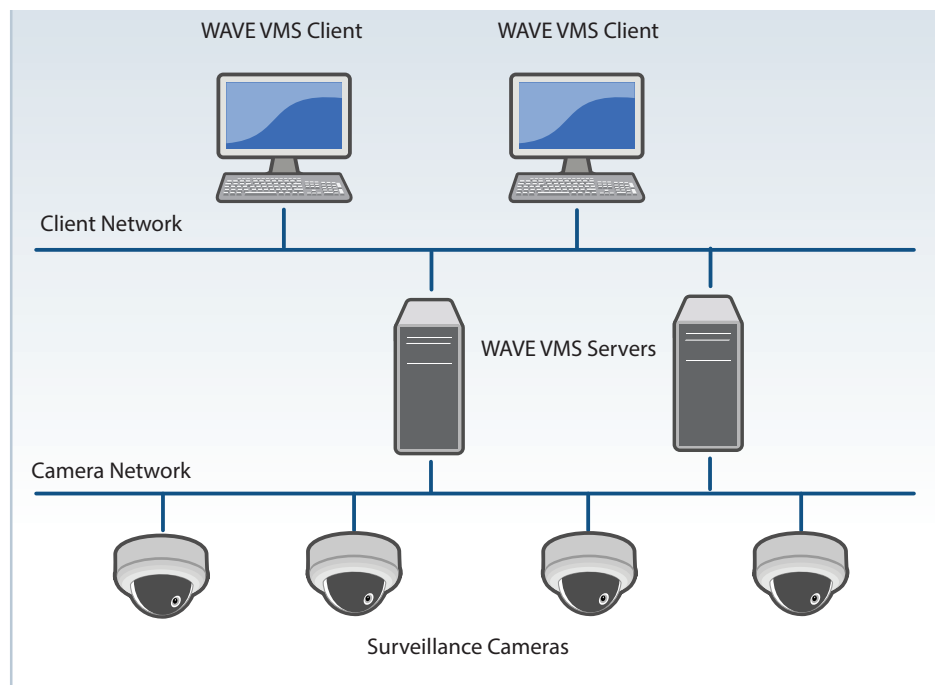 WAVE VMS Client
WAVE VMS Client
Client Network
WAVE VMS Servers
Camera Network
Surveillance Cameras